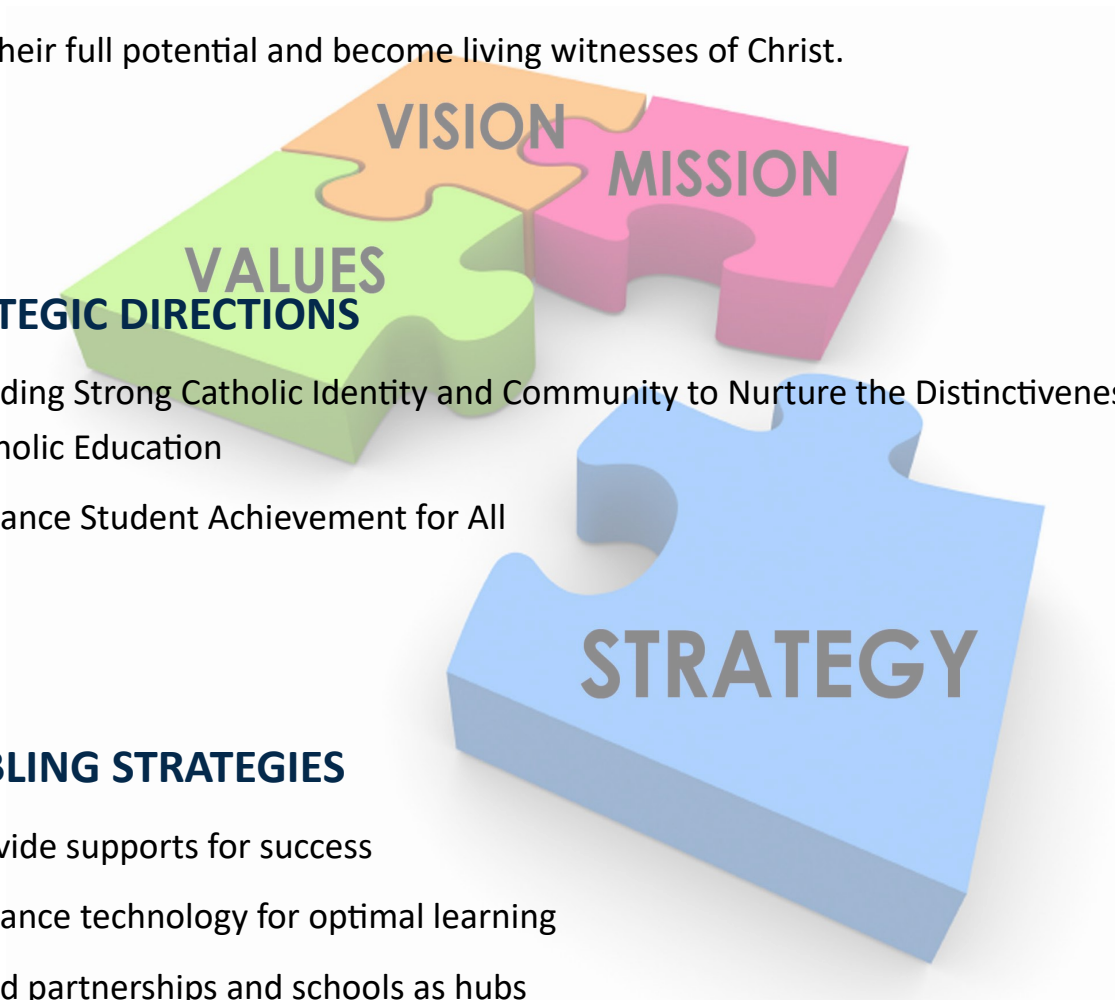 heir full potential and become living witnesses of Christ.
VISION
MISSION
VALUES
TEGIC DIRECTIONS
ding Strong Catholic Identity and Community to Nurture the Distinctivenes
holic Education
ance Student Achievement for All
STRATEGY
BLING STRATEGIES
vide supports for success
ance technology for optimal learning
d partnerships and schools as hubs